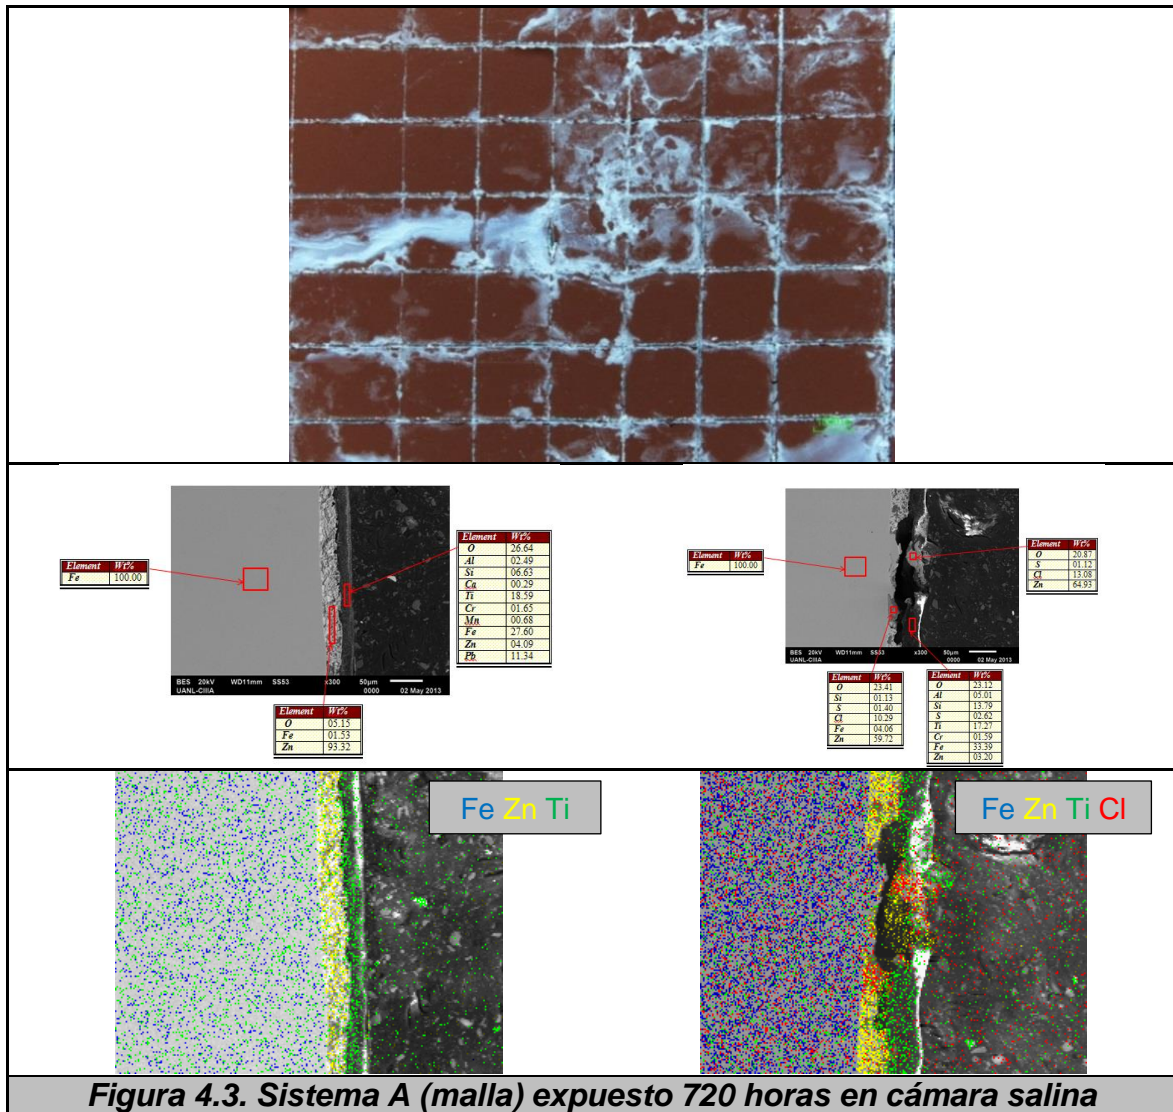 Element Wt%
Fe 100.00
Element Wt%
O 26.64
Al 02.49
Si 06.63
Ca 00.29
Ti 18.59
Cr 01.65
Mn 00.68
Fe 27.60
Zn 04.09
Pb 11.34
BES 20kV WD11mm SS53 x300 50µm
UANL-CIIIA 0000 02 May 2013
Element Wt%
O 05.15
Fe 01.53
Zn 93.32
Element Wt%
Fe 100.00
Element Wt%
O 20.87
S 01.12
Cl 13.08
Zn 64.93
BES 20kV WD11mm SS53 x300 50µm
UANL-CIIIA 0000 02 May 2013
Element Wt%
O 23.41
Si 01.13
S 01.40
Cl 10.29
Fe 04.06
Zn 59.72
Element Wt%
O 23.12
Al 05.01
Si 13.79
S 02.62
Ti 17.27
Cr 01.59
Fe 33.39
Zn 03.20
Fe Zn Ti
Fe Zn Ti Cl
Figura 4.3. Sistema A (malla) expuesto 720 horas en cámara salina